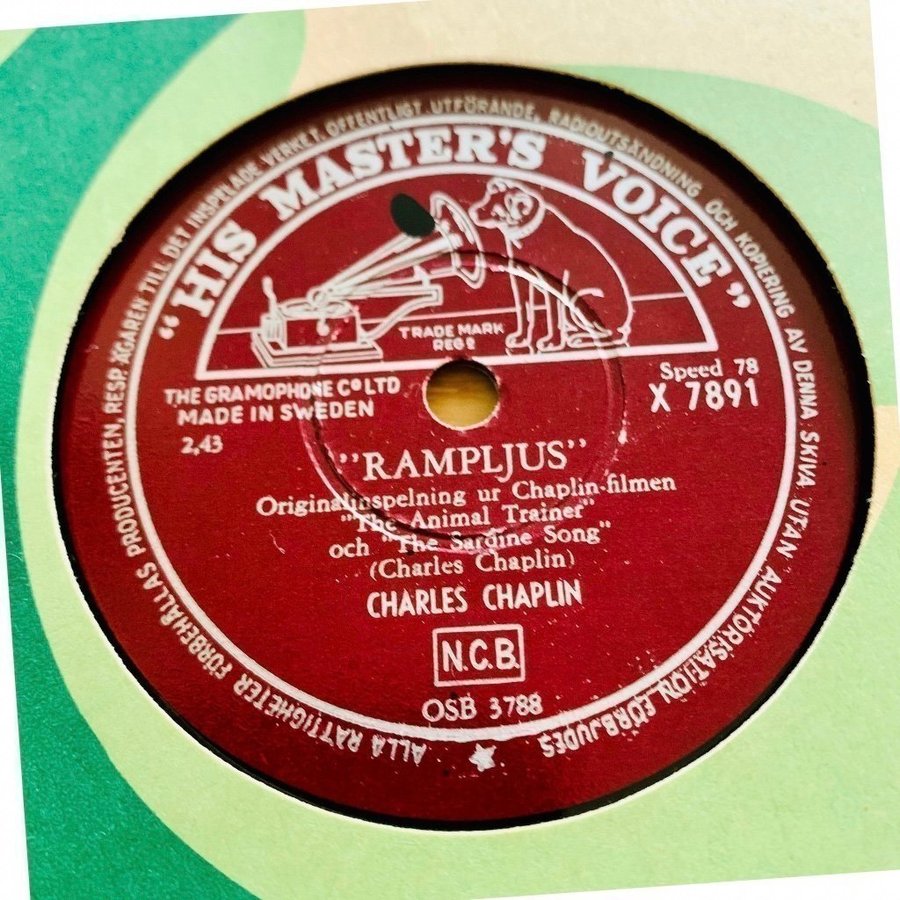 ALLA RÄTTIGHETER FÖRBEHÅLLAS PRODUCENTEN, RESP. ÄGAREN TILL DET INSPELADE VERKET. OFFENTLIGT UTFÖRANDE, RADIOUTSÄNDNING OCH KOPIERING AV DENNA SKIVA UTAN AUKTORISATION FÖRBJUDES
"HIS MASTER'S VOICE"
TRADE MARK
REGD
THE GRAMOPHONE CO LTD
MADE IN SWEDEN
Speed 78
X 7891
2,43
"RAMPLJUS"
Originalinspelning ur Chaplin-filmen
"The Animal Trainer"
och "The Sardine Song"
(Charles Chaplin)
CHARLES CHAPLIN
N.C.B.
OSB 3788